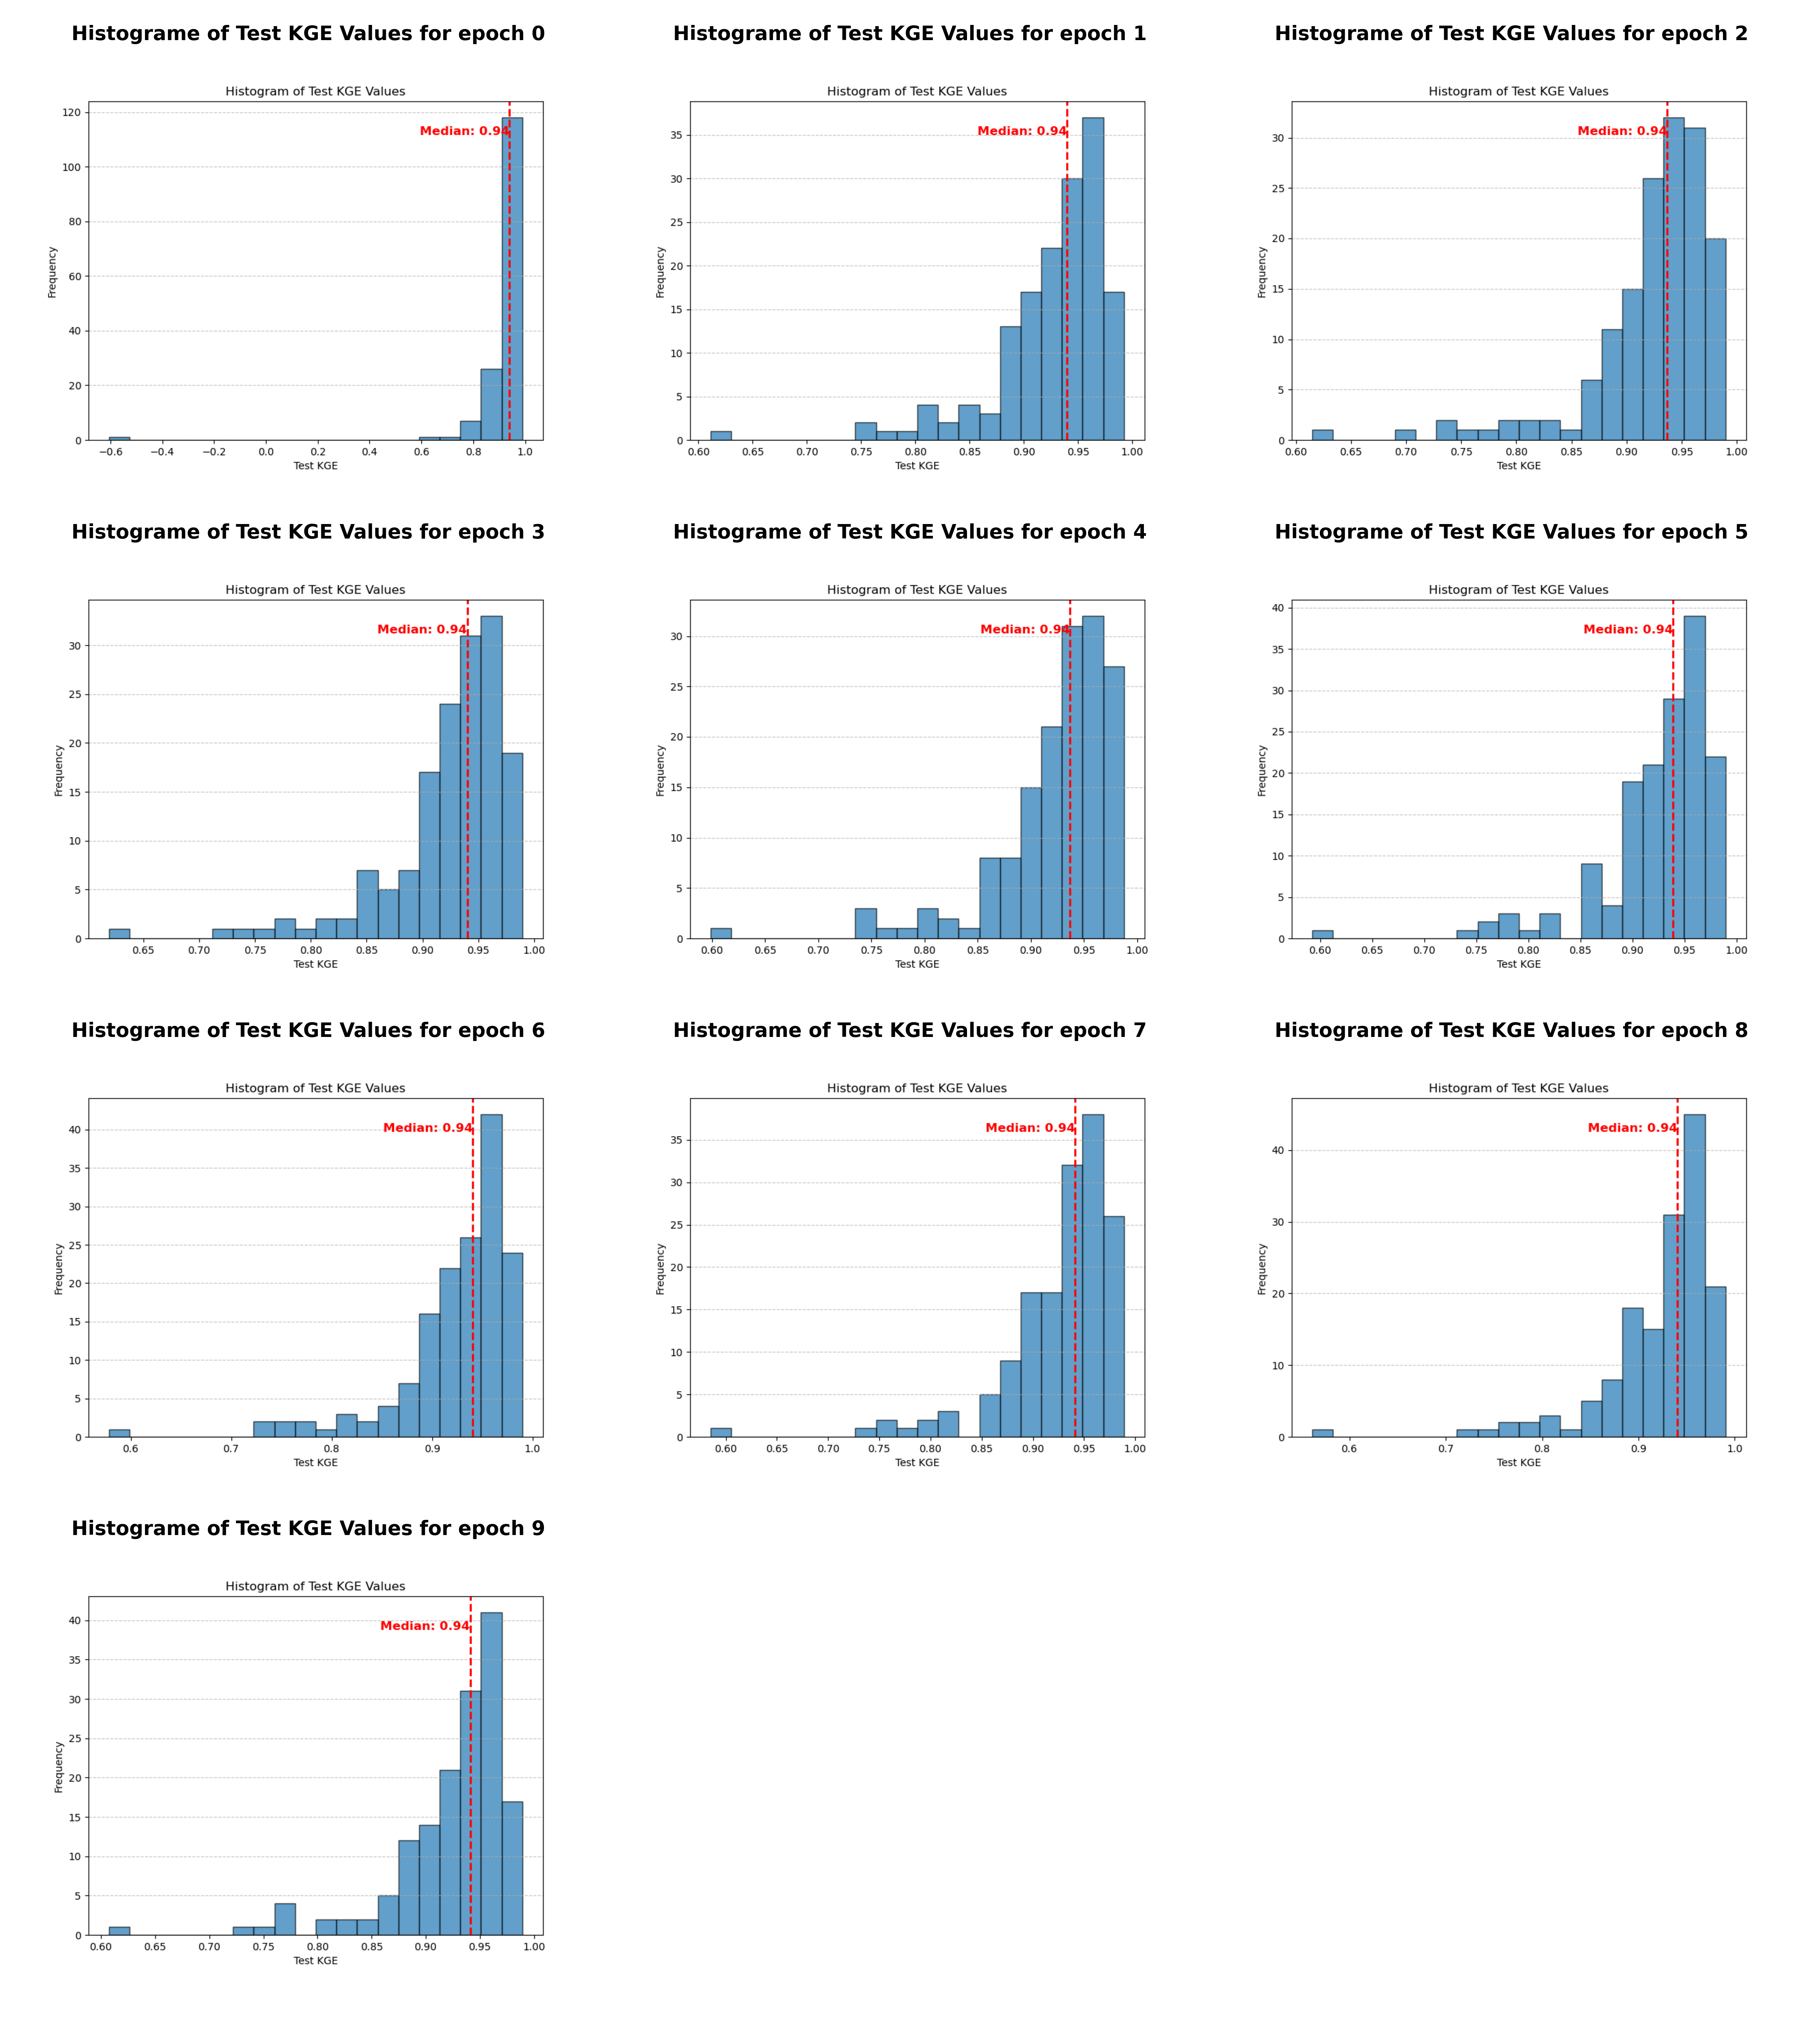 Histograme of Test KGE Values for epoch 0
Histogram of Test KGE Values
Median: 0.94
120
100
80
60
40
20
0
Frequency
−0.6 −0.4 −0.2 0.0 0.2 0.4 0.6 0.8 1.0
Test KGE
Histograme of Test KGE Values for epoch 1
Histogram of Test KGE Values
Median: 0.94
35
30
25
20
15
10
5
0
Frequency
0.60 0.65 0.70 0.75 0.80 0.85 0.90 0.95 1.00
Test KGE
Histograme of Test KGE Values for epoch 2
Histogram of Test KGE Values
Median: 0.94
30
25
20
15
10
5
0
Frequency
0.60 0.65 0.70 0.75 0.80 0.85 0.90 0.95 1.00
Test KGE
Histograme of Test KGE Values for epoch 3
Histogram of Test KGE Values
Median: 0.94
30
25
20
15
10
5
0
Frequency
0.65 0.70 0.75 0.80 0.85 0.90 0.95 1.00
Test KGE
Histograme of Test KGE Values for epoch 4
Histogram of Test KGE Values
Median: 0.94
30
25
20
15
10
5
0
Frequency
0.60 0.65 0.70 0.75 0.80 0.85 0.90 0.95 1.00
Test KGE
Histograme of Test KGE Values for epoch 5
Histogram of Test KGE Values
Median: 0.94
40
35
30
25
20
15
10
5
0
Frequency
0.60 0.65 0.70 0.75 0.80 0.85 0.90 0.95 1.00
Test KGE
Histograme of Test KGE Values for epoch 6
Histogram of Test KGE Values
Median: 0.94
40
35
30
25
20
15
10
5
0
Frequency
0.6 0.7 0.8 0.9 1.0
Test KGE
Histograme of Test KGE Values for epoch 7
Histogram of Test KGE Values
Median: 0.94
35
30
25
20
15
10
5
0
Frequency
0.60 0.65 0.70 0.75 0.80 0.85 0.90 0.95 1.00
Test KGE
Histograme of Test KGE Values for epoch 8
Histogram of Test KGE Values
Median: 0.94
40
30
20
10
0
Frequency
0.6 0.7 0.8 0.9 1.0
Test KGE
Histograme of Test KGE Values for epoch 9
Histogram of Test KGE Values
Median: 0.94
40
35
30
25
20
15
10
5
0
Frequency
0.60 0.65 0.70 0.75 0.80 0.85 0.90 0.95 1.00
Test KGE